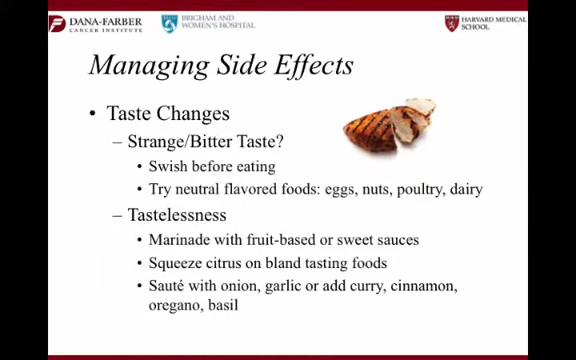 DANA-FARBER
CANCER INSTITUTE
BRIGHAM AND
WOMEN'S HOSPITAL
HARVARD MEDICAL
SCHOOL
Managing Side Effects
• Taste Changes
– Strange/Bitter Taste?
• Swish before eating
• Try neutral flavored foods: eggs, nuts, poultry, dairy
– Tastelessness
• Marinade with fruit-based or sweet sauces
• Squeeze citrus on bland tasting foods
• Sauté with onion, garlic or add curry, cinnamon,
oregano, basil